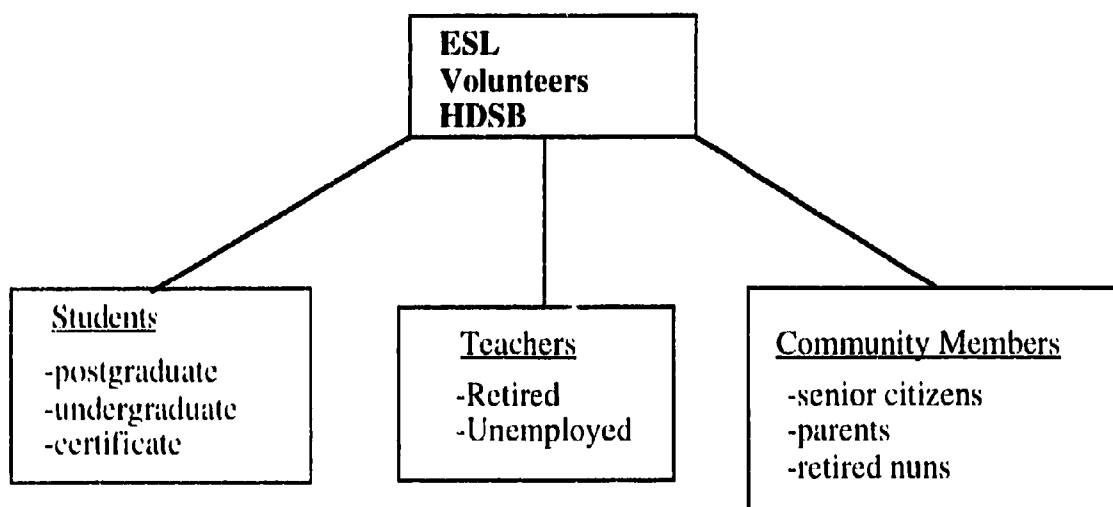 ESL
Volunteers
HDSB
Students
-postgraduate
-undergraduate
-certificate
Teachers
-Retired
-Unemployed
Community Members
-senior citizens
-parents
-retired nuns